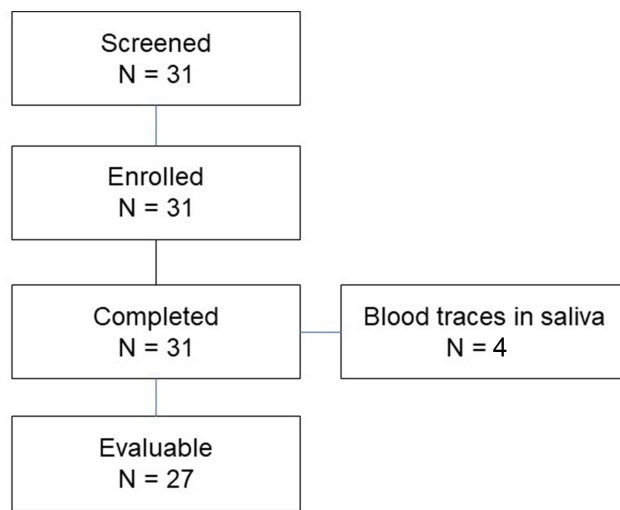 Screened
N = 31
Enrolled
N = 31
Completed
N = 31
Blood traces in saliva
N = 4
Evaluable
N = 27